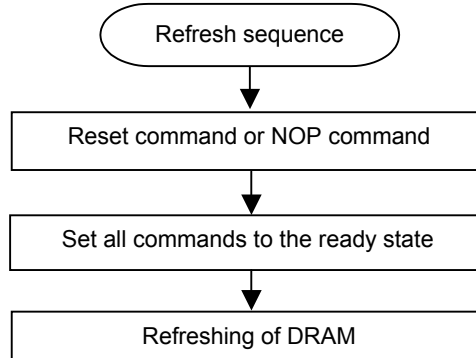 Refresh sequence
Reset command or NOP command
Set all commands to the ready state
Refreshing of DRAM